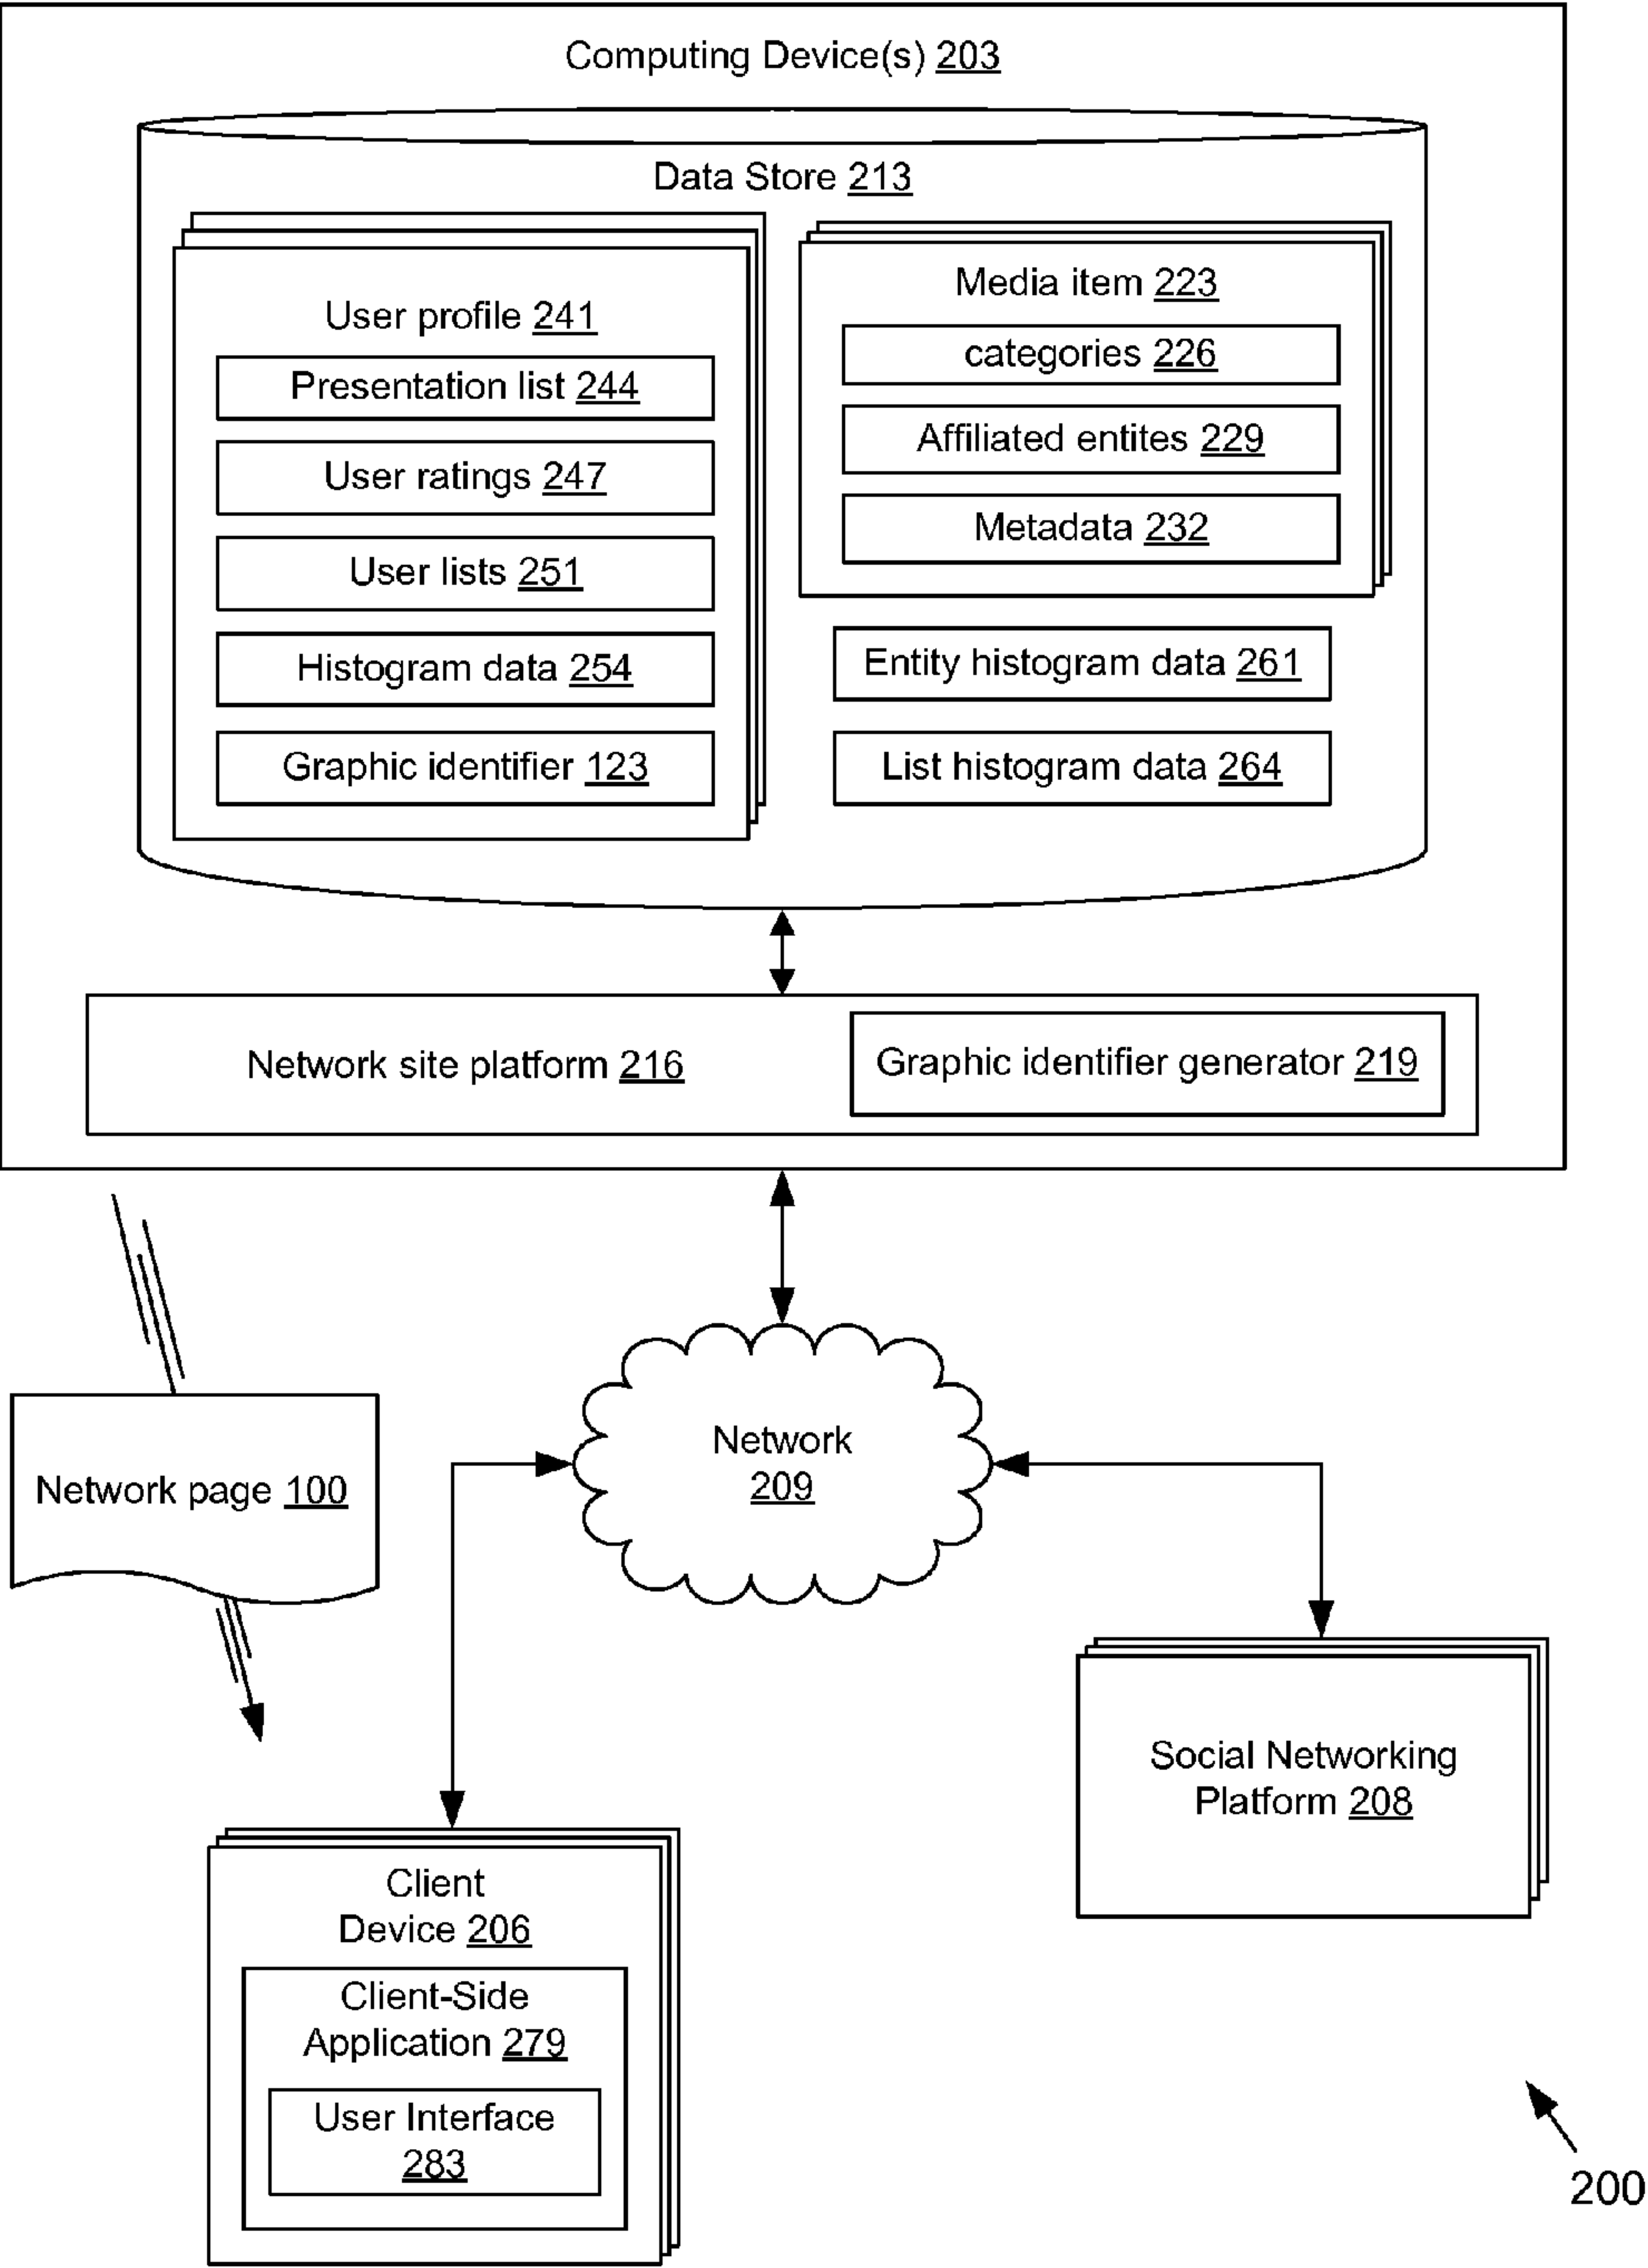 Computing Device(s) 203
Data Store 213
User profile 241
Presentation list 244
User ratings 247
User lists 251
Histogram data 254
Graphic identifier 123
Media item 223
categories 226
Affiliated entites 229
Metadata 232
Entity histogram data 261
List histogram data 264
Network site platform 216
Graphic identifier generator 219
Network page 100
Network
209
Social Networking
Platform 208
Client
Device 206
Client-Side
Application 279
User Interface
283
200